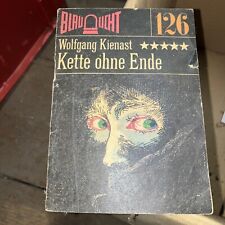 BLAULICHT 126
Wolfgang Kienast ★★★★★
Kette ohne Ende